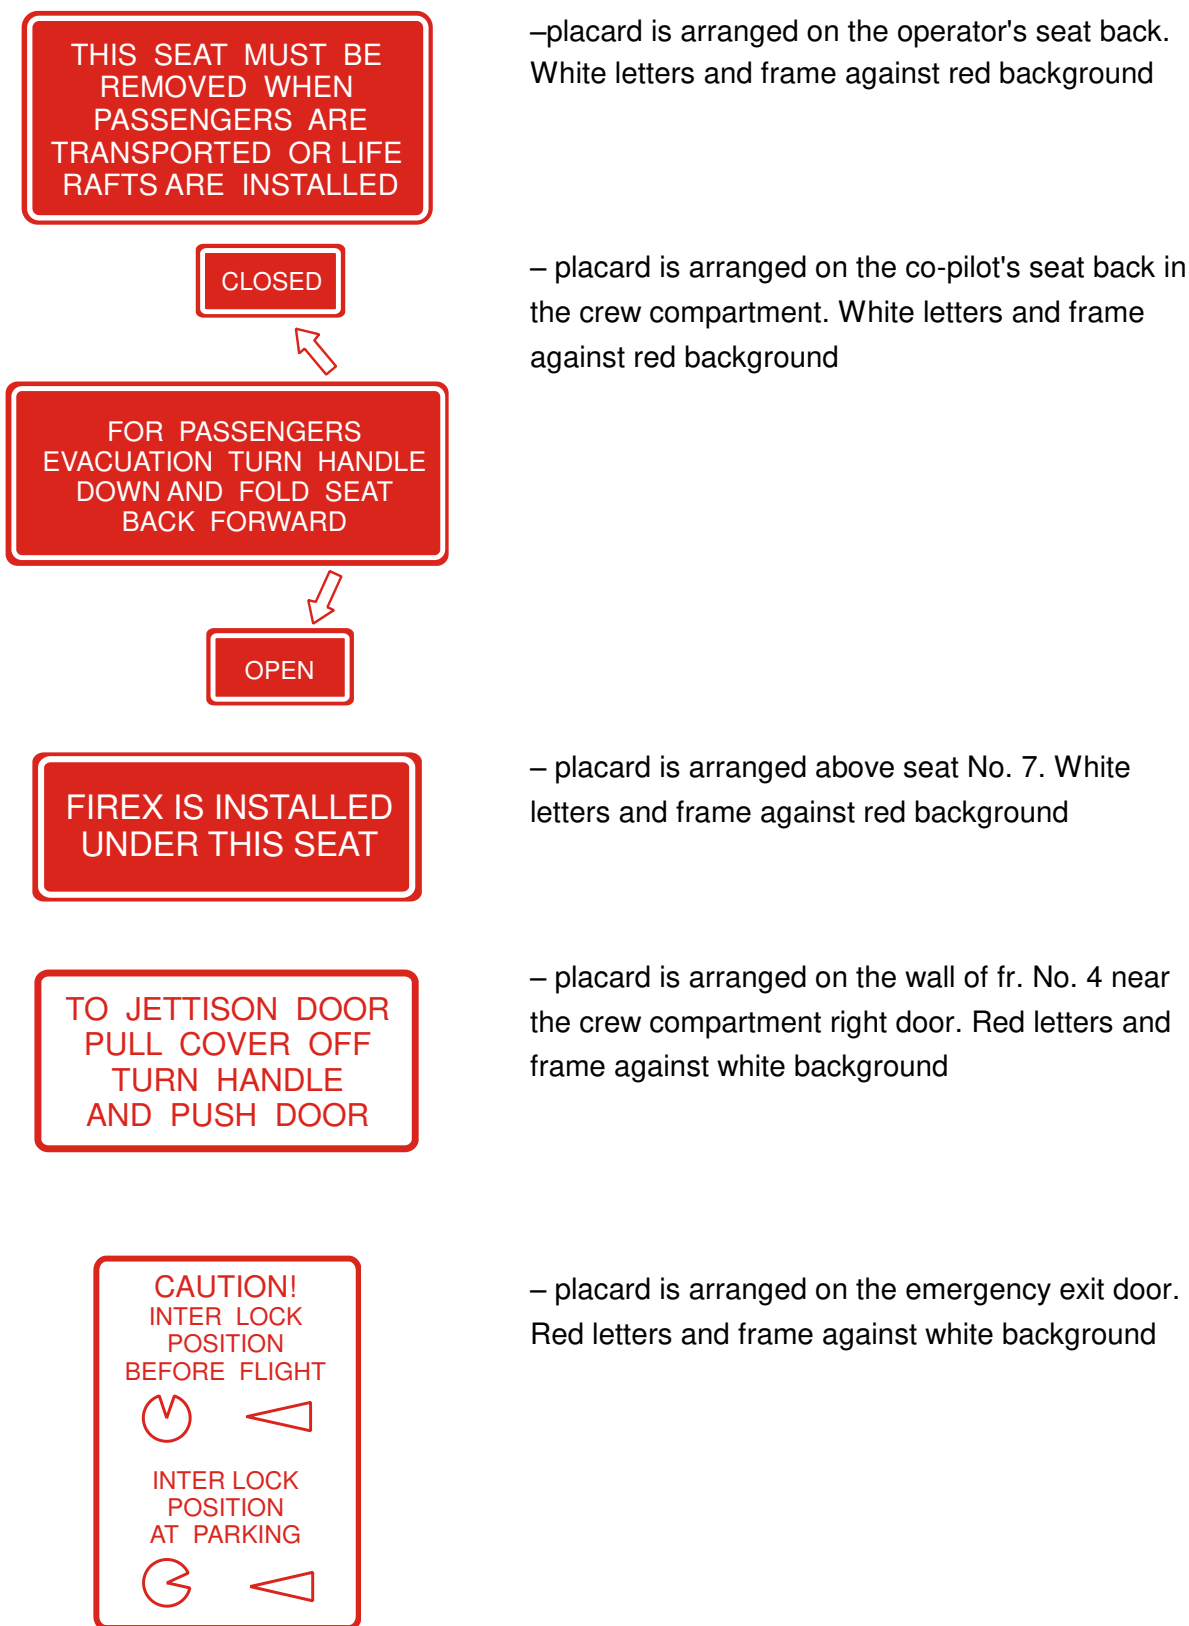 THIS SEAT MUST BE
REMOVED WHEN
PASSENGERS ARE
TRANSPORTED OR LIFE
RAFTS ARE INSTALLED
–placard is arranged on the operator's seat back.
White letters and frame against red background
CLOSED
FOR PASSENGERS
EVACUATION TURN HANDLE
DOWN AND FOLD SEAT
BACK FORWARD
OPEN
– placard is arranged on the co-pilot's seat back in
the crew compartment. White letters and frame
against red background
FIREX IS INSTALLED
UNDER THIS SEAT
– placard is arranged above seat No. 7. White
letters and frame against red background
TO JETTISON DOOR
PULL COVER OFF
TURN HANDLE
AND PUSH DOOR
– placard is arranged on the wall of fr. No. 4 near
the crew compartment right door. Red letters and
frame against white background
CAUTION!
INTER LOCK
POSITION
BEFORE FLIGHT
INTER LOCK
POSITION
AT PARKING
– placard is arranged on the emergency exit door.
Red letters and frame against white background